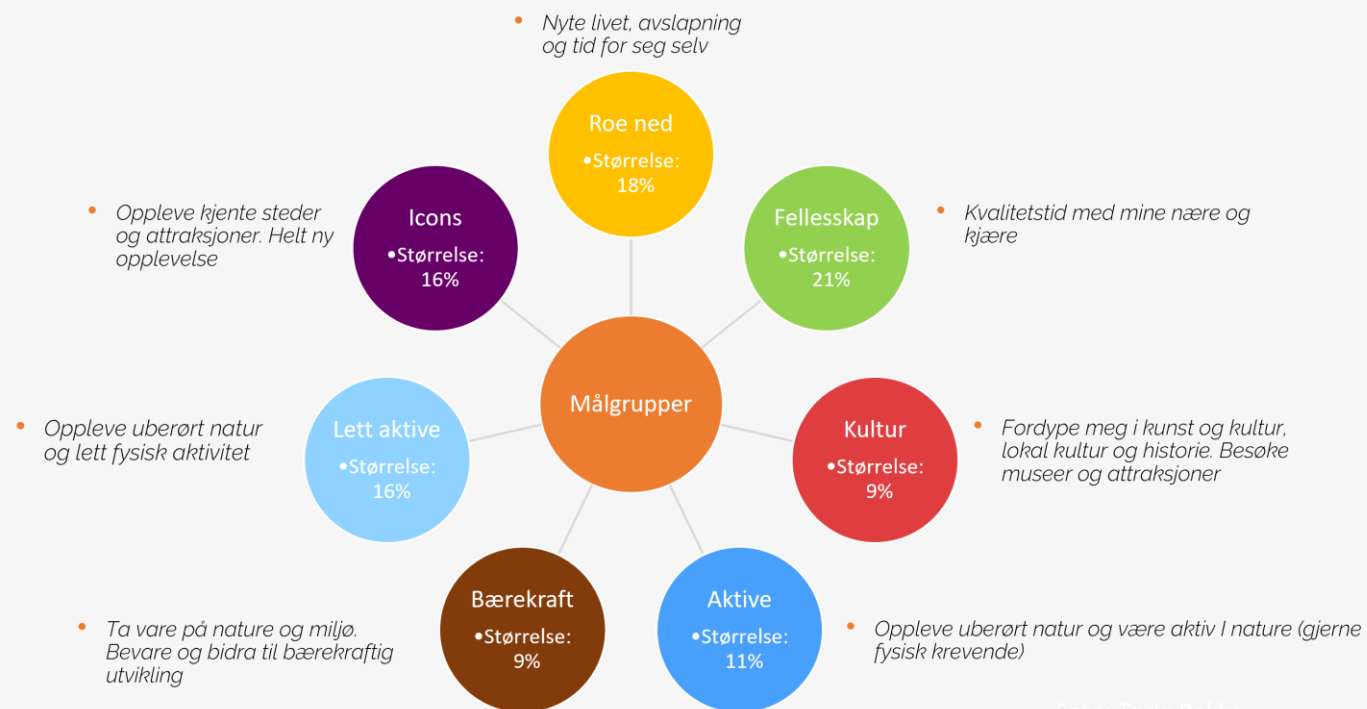 • Nyte livet, avslapning
og tid for seg selv
Roe ned
•Størrelse:
18%
Fellesskap
•Størrelse:
21%
• Kvalitetstid med mine nære og
kjære
Kultur
•Størrelse:
9%
• Fordype meg i kunst og kultur,
lokal kultur og historie. Besøke
museer og attraksjoner
Aktive
•Størrelse:
11%
• Oppleve uberørt natur og være aktiv I nature (gjerne
fysisk krevende)
Bærekraft
•Størrelse:
9%
• Ta vare på nature og miljø.
Bevare og bidra til bærekraftig
utvikling
Lett aktive
•Størrelse:
16%
• Oppleve uberørt natur
og lett fysisk aktivitet
Icons
•Størrelse:
16%
• Oppleve kjente steder
og attraksjoner. Helt ny
opplevelse
Målgrupper